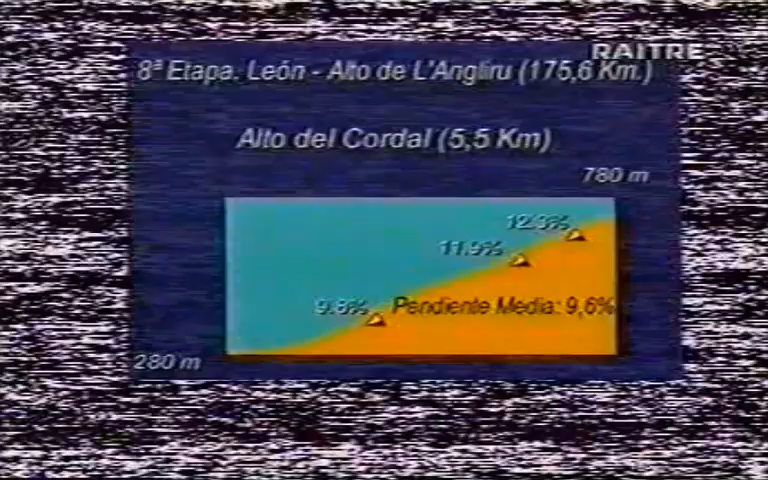 RAITRE
8ª Etapa. León - Alto de L'Angliru (175,6 Km.)
Alto del Cordal (5,5 Km)
780 m
12.3%
11.9%
9.8%
Pendiente Media: 9,6%
280 m